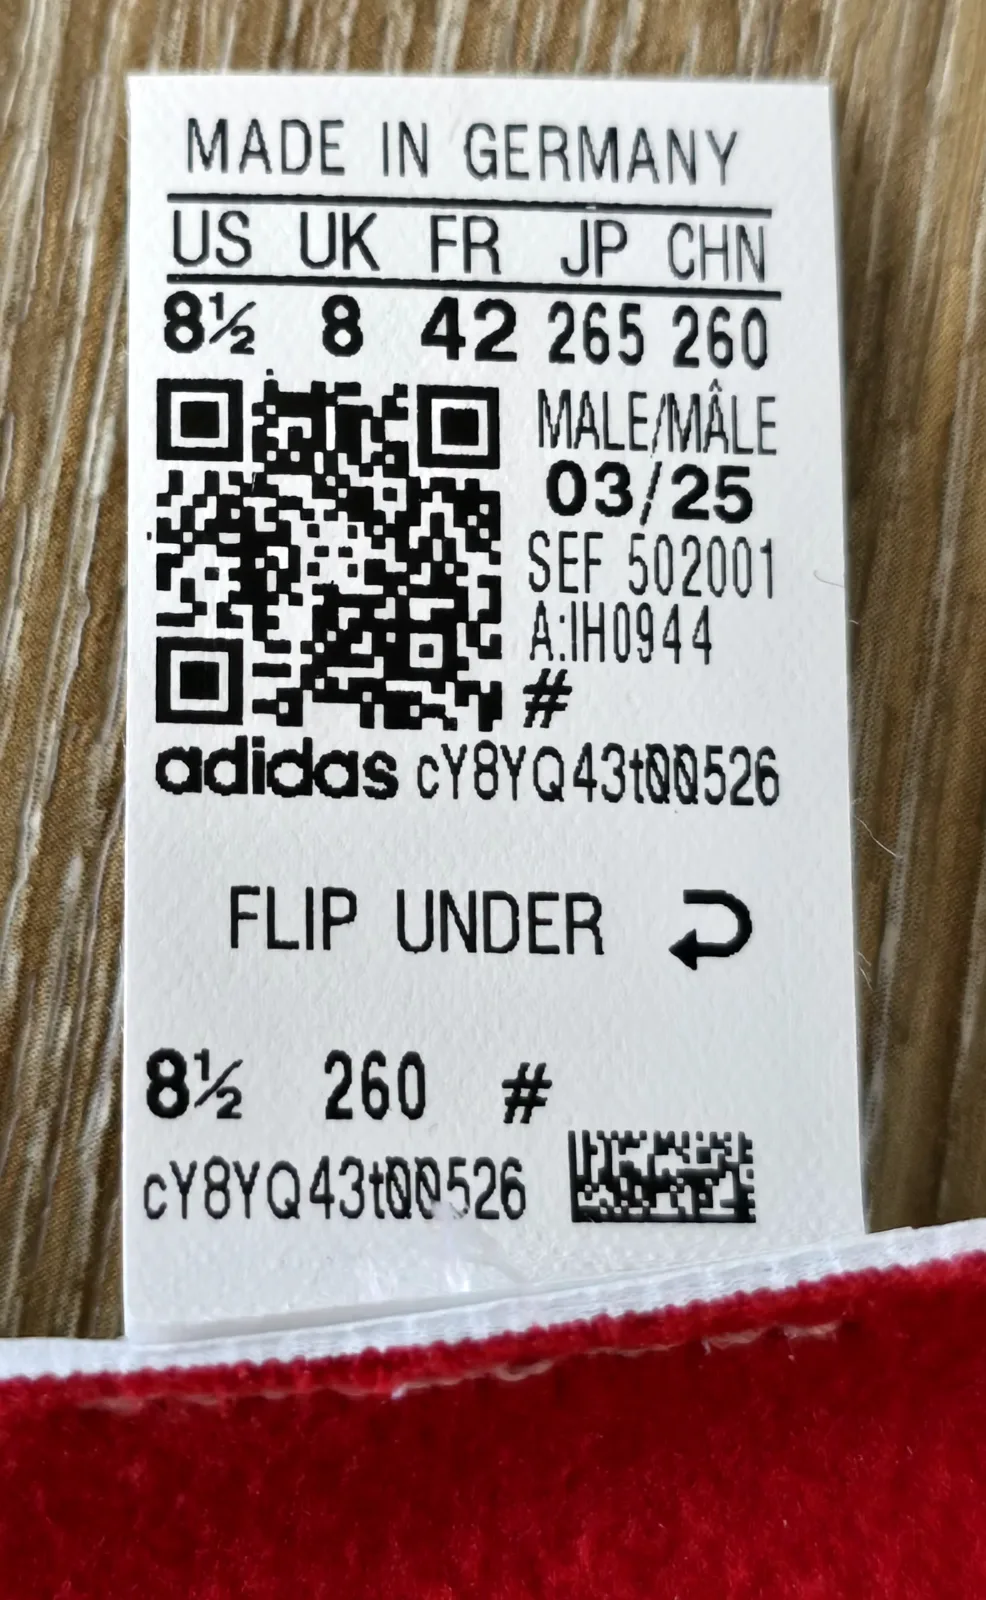 MADE IN GERMANY
US UK FR JP CHN
8½ 8 42 265 260
MALE/MÂLE
03/25
SEF 502001
A:IH0944
#
adidas cY8YQ43t00526
FLIP UNDER
8½ 260 #
cY8YQ43t00526